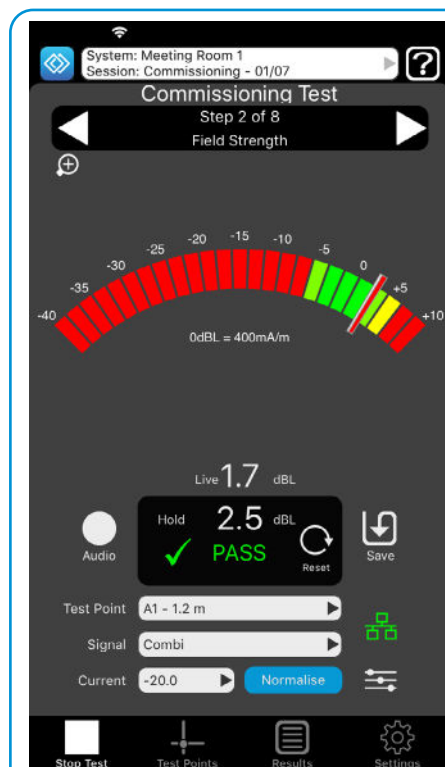 System: Meeting Room 1
Session: Commissioning - 01/07
?
Commissioning Test
Step 2 of 8
Field Strength
-40
-35
-30
-25
-20
-15
-10
-5
0
+5
+10
0dBL = 400mA/m
Live 1.7 dBL
Hold 2.5 dBL
PASS
Reset
Audio
Save
Test Point A1 - 1.2 m
Signal Combi
Current -20.0 Normalise
Stop Test Test Points Results Settings